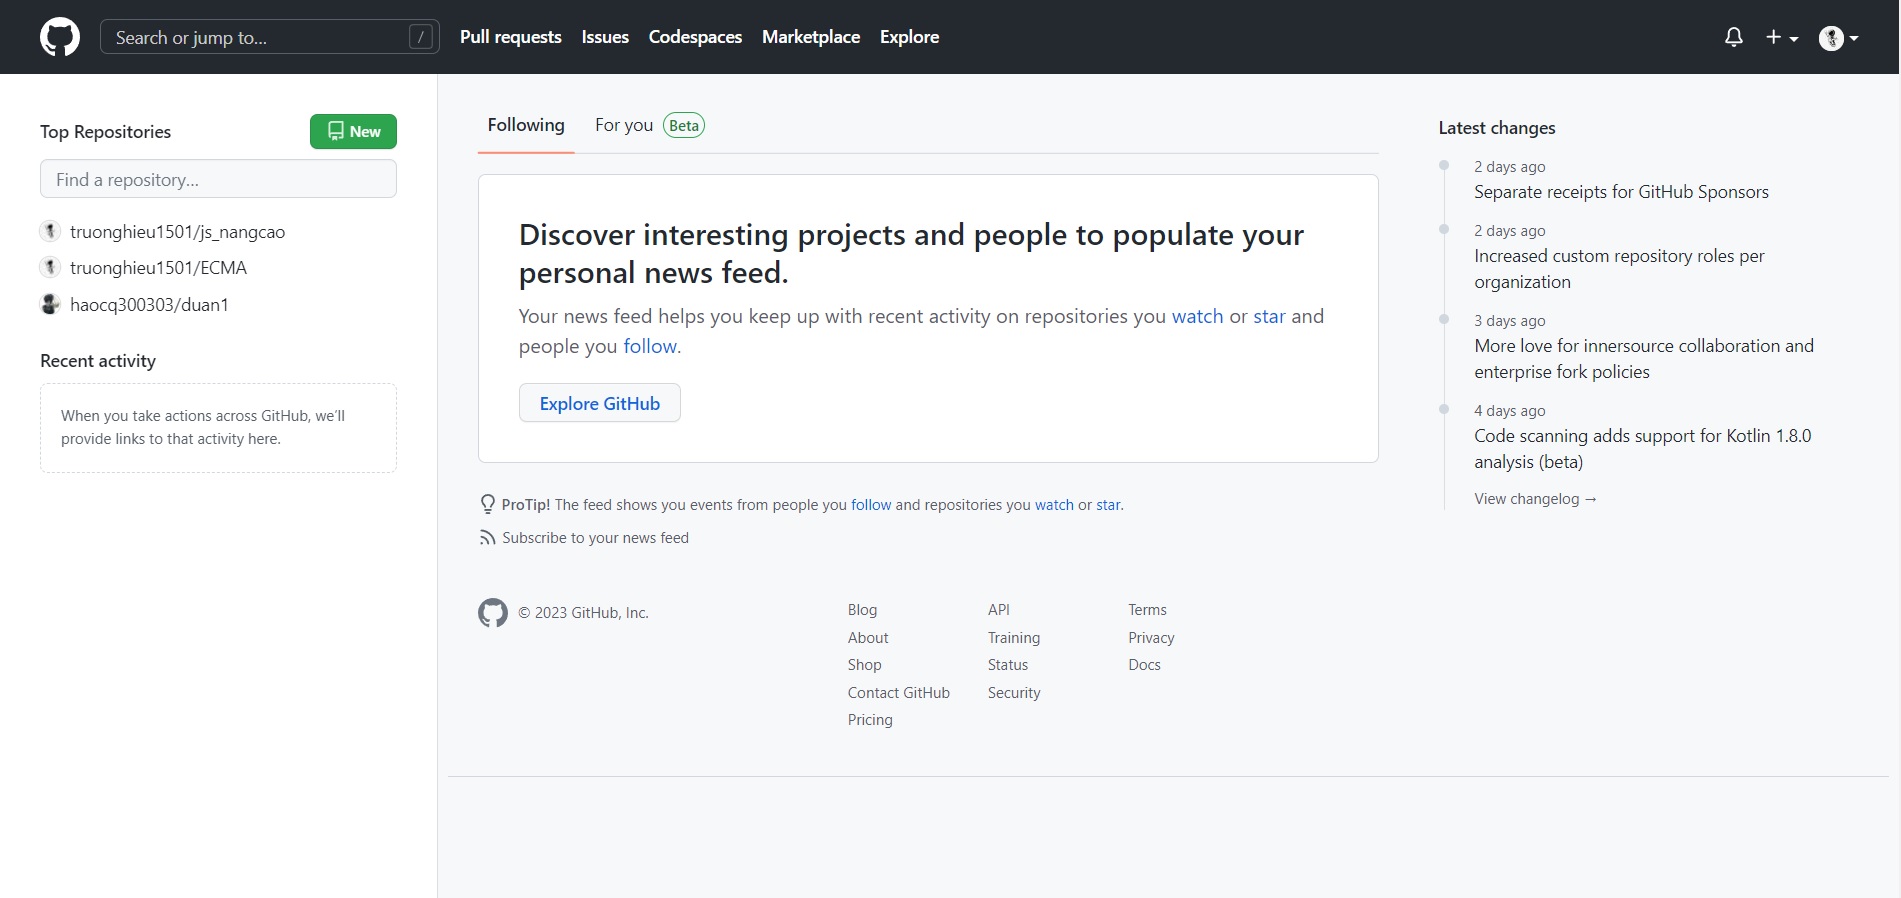 Search or jump to...
/
Pull requests
Issues
Codespaces
Marketplace
Explore
Top Repositories
New
Find a repository...
truonghieu1501/js_nangcao
truonghieu1501/ECMA
haocq300303/duan1
Recent activity
When you take actions across GitHub, we'll
provide links to that activity here.
Following
For you
Beta
Discover interesting projects and people to populate your
personal news feed.
Your news feed helps you keep up with recent activity on repositories you watch or star and
people you follow.
Explore GitHub
ProTip! The feed shows you events from people you follow and repositories you watch or star.
Subscribe to your news feed
© 2023 GitHub, Inc.
Blog
About
Shop
Contact GitHub
Pricing
API
Training
Status
Security
Terms
Privacy
Docs
Latest changes
2 days ago
Separate receipts for GitHub Sponsors
2 days ago
Increased custom repository roles per
organization
3 days ago
More love for innersource collaboration and
enterprise fork policies
4 days ago
Code scanning adds support for Kotlin 1.8.0
analysis (beta)
View changelog →